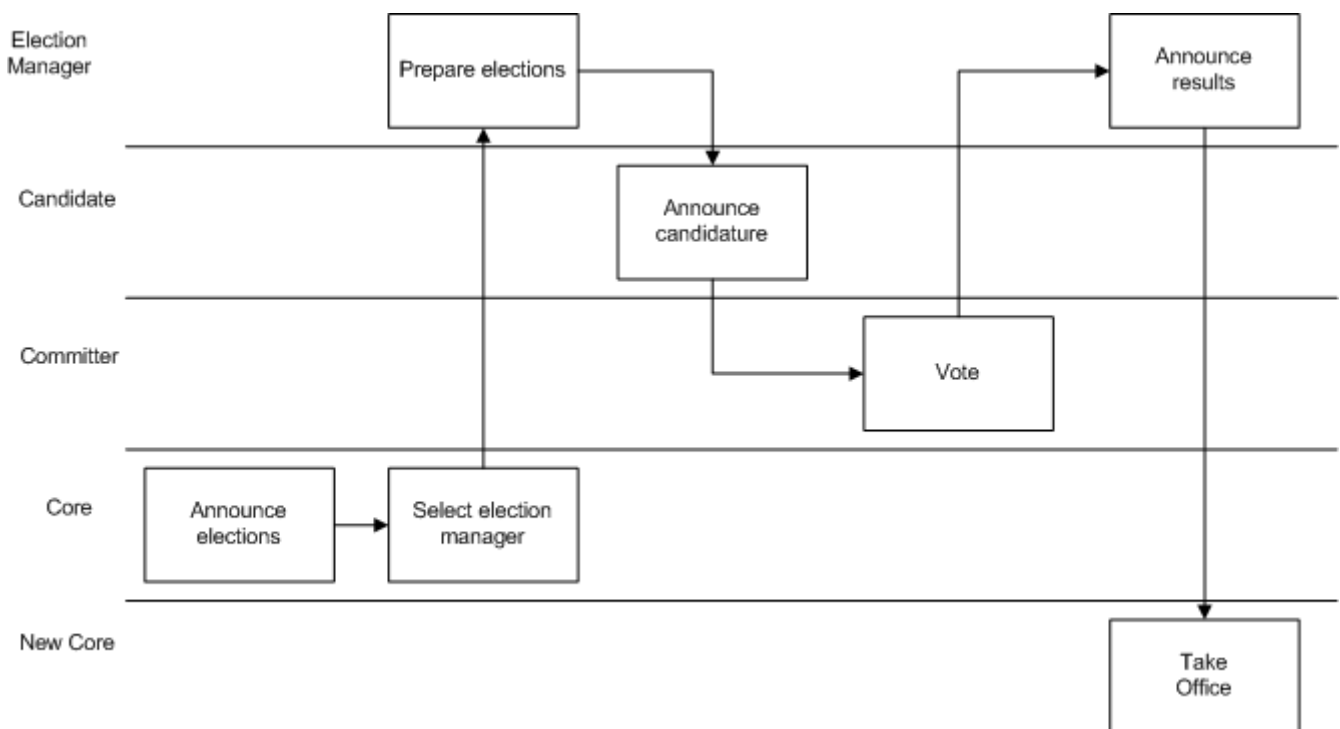 Election
Manager
Prepare elections
Announce
results
Candidate
Announce
candidature
Committer
Vote
Core
Announce
elections
Select election
manager
New Core
Take
Office